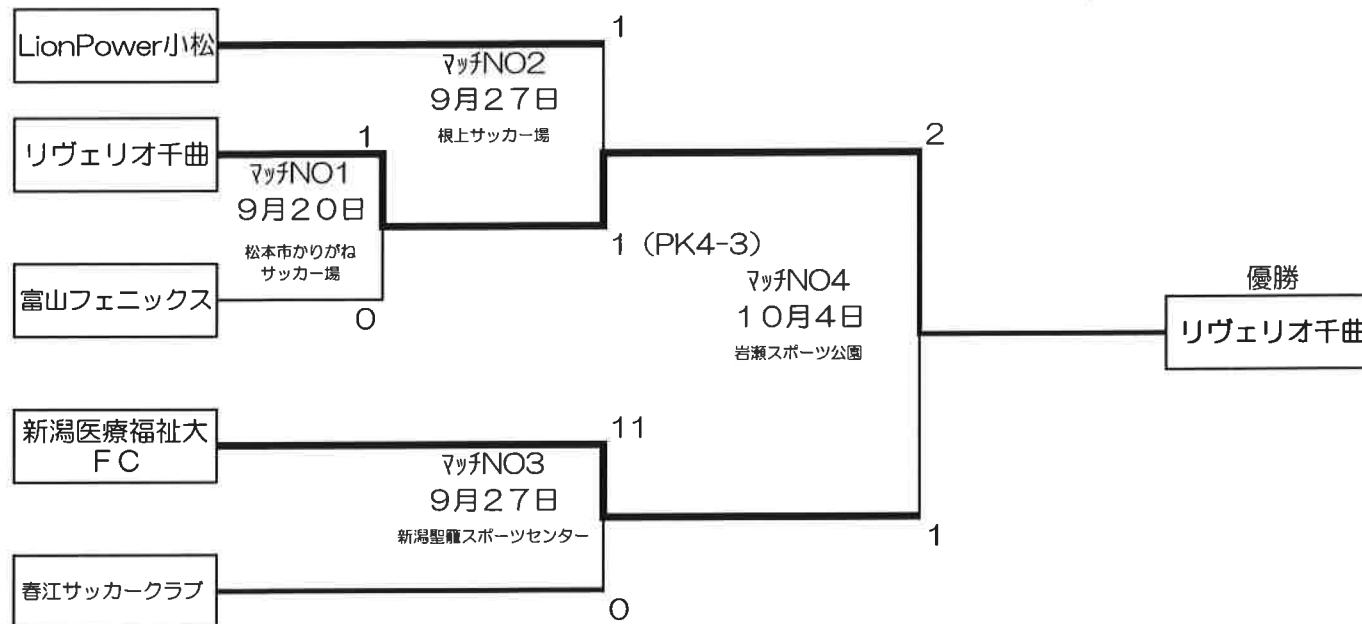 LionPower小松
1
ﾏｯﾁNO2
9月27日
根上サッカー場
リヴェリオ千曲
1
ﾏｯﾁNO1
9月20日
松本市かりがね
サッカー場
2
1（PK4-3）
富山フェニックス
0
ﾏｯﾁNO4
10月4日
岩瀬スポーツ公園
優勝
リヴェリオ千曲
新潟医療福祉大
FC
11
ﾏｯﾁNO3
9月27日
新潟聖籠スポーツセンター
1
春江サッカークラブ
0